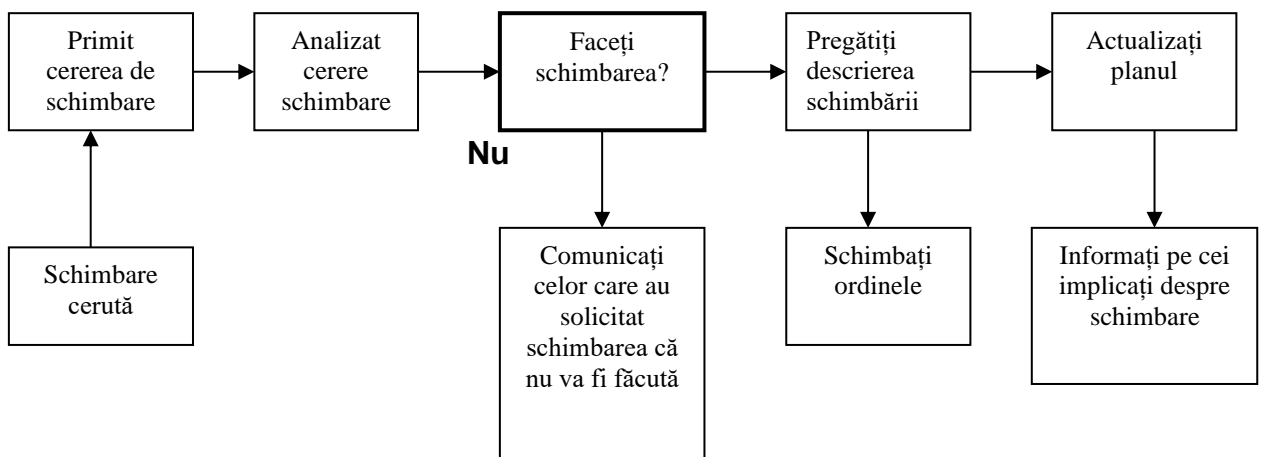 Primit
cererea de
schimbare
Analizat
cerere
schimbare
Faceți
schimbarea?
Pregătiți
descrierea
schimbării
Actualizați
planul
Nu
Schimbare
cerută
Comunicați
celor care au
solicitat
schimbarea că
nu va fi făcută
Schimbați
ordinele
Informați pe cei
implicați despre
schimbare